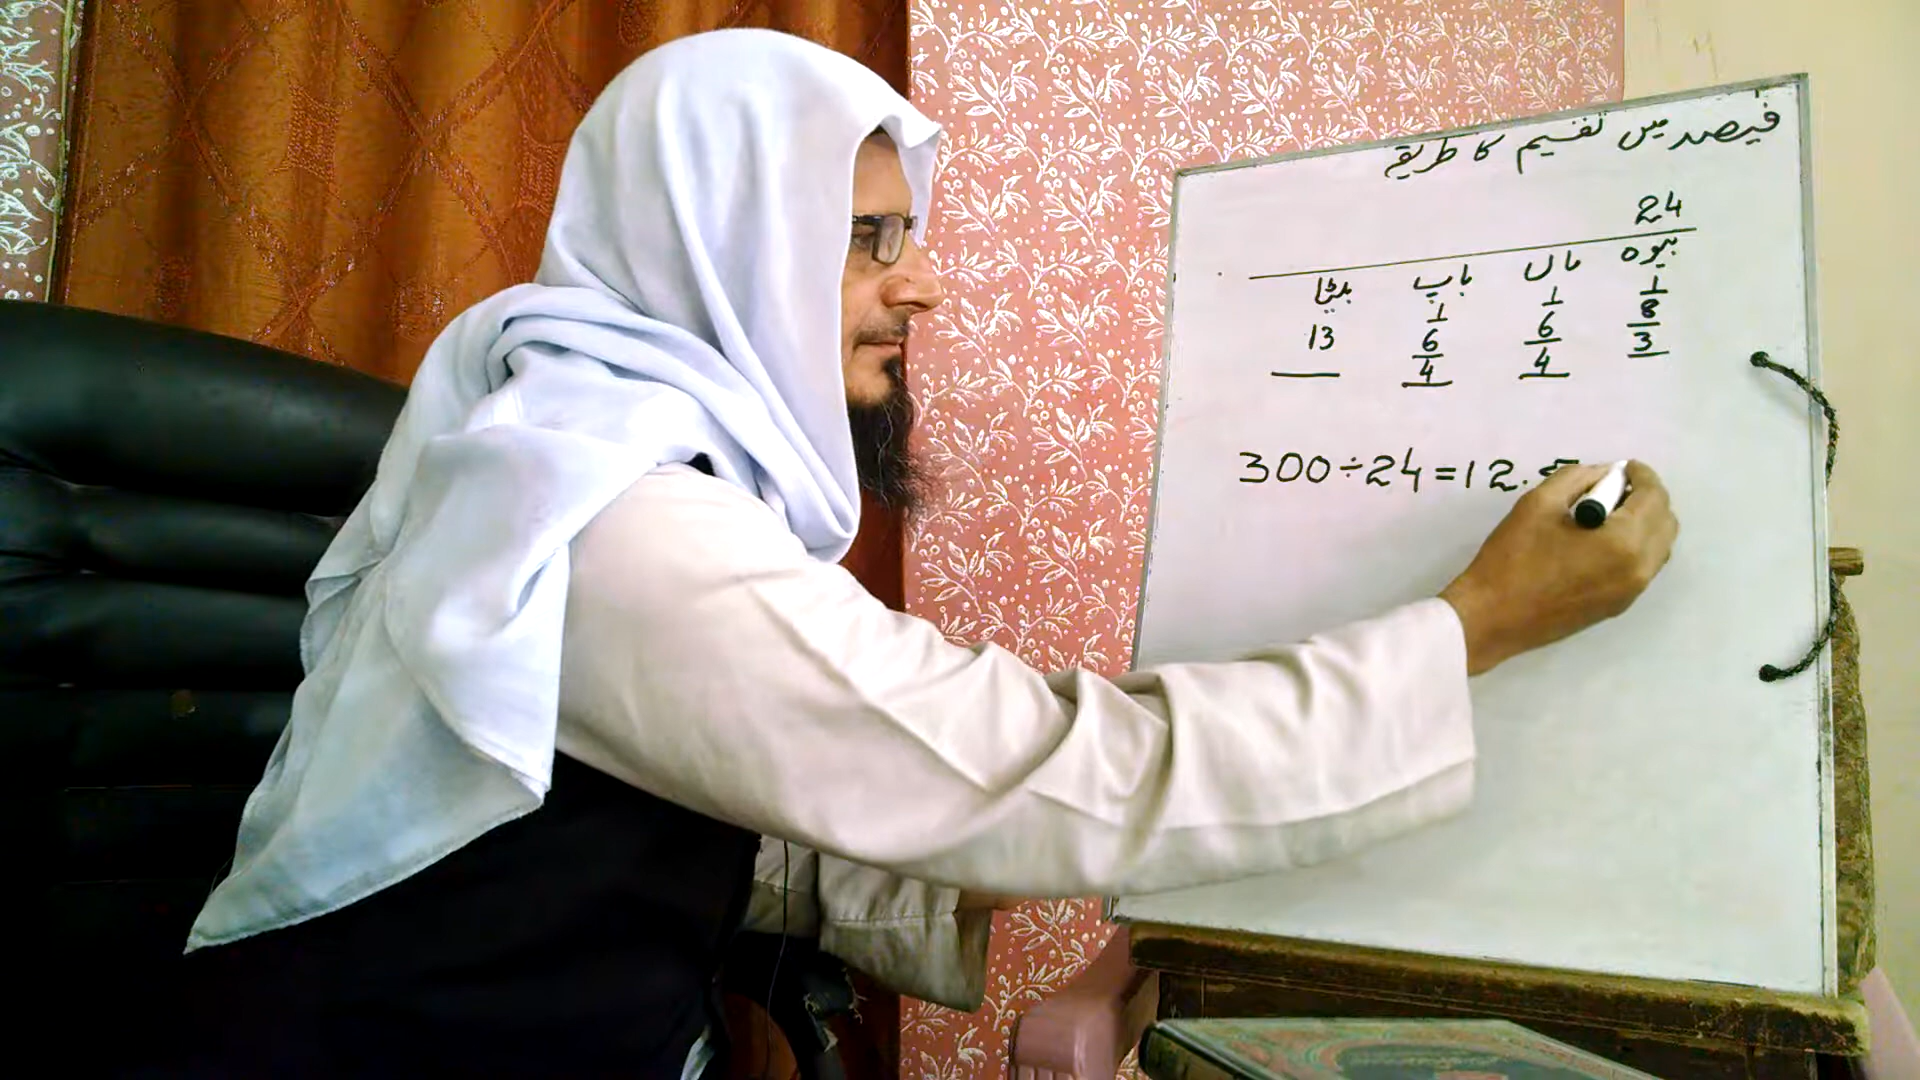 فیصد میں تقسیم کا طریقہ
24
بیوہ ماں باپ بیٹا
1 1 1
8 6 6 13
3 4 4
300÷24=12.5